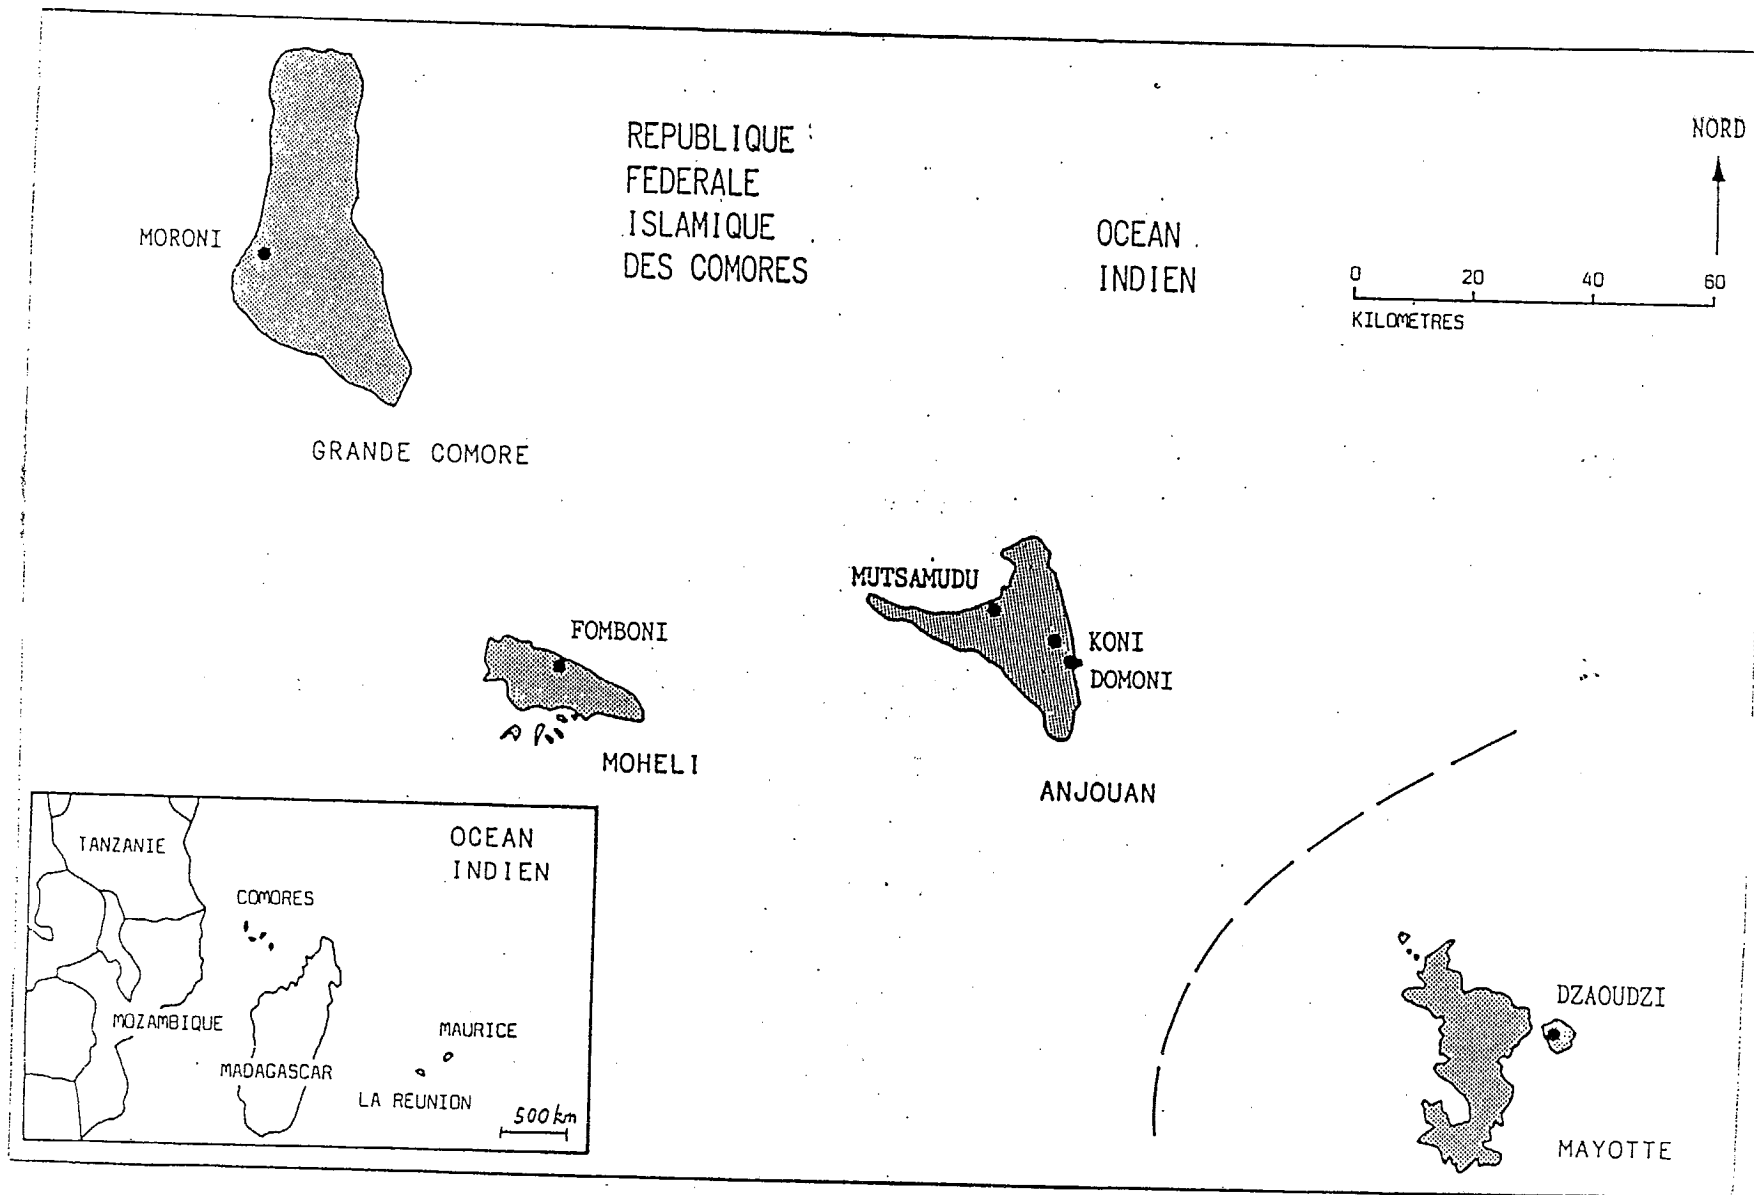 REPUBLIQUE
FEDERALE
ISLAMIQUE
DES COMORES
OCEAN
INDIEN
NORD
0 20 40 60
KILOMETRES
MORONI
GRANDE COMORE
MUTSAMUDU
KONI
DOMONI
ANJOUAN
FOMBONI
MOHELI
DZAOUDZI
MAYOTTE
OCEAN
INDIEN
TANZANIE
COMORES
MOZAMBIQUE
MADAGASCAR
MAURICE
LA REUNION
500 km